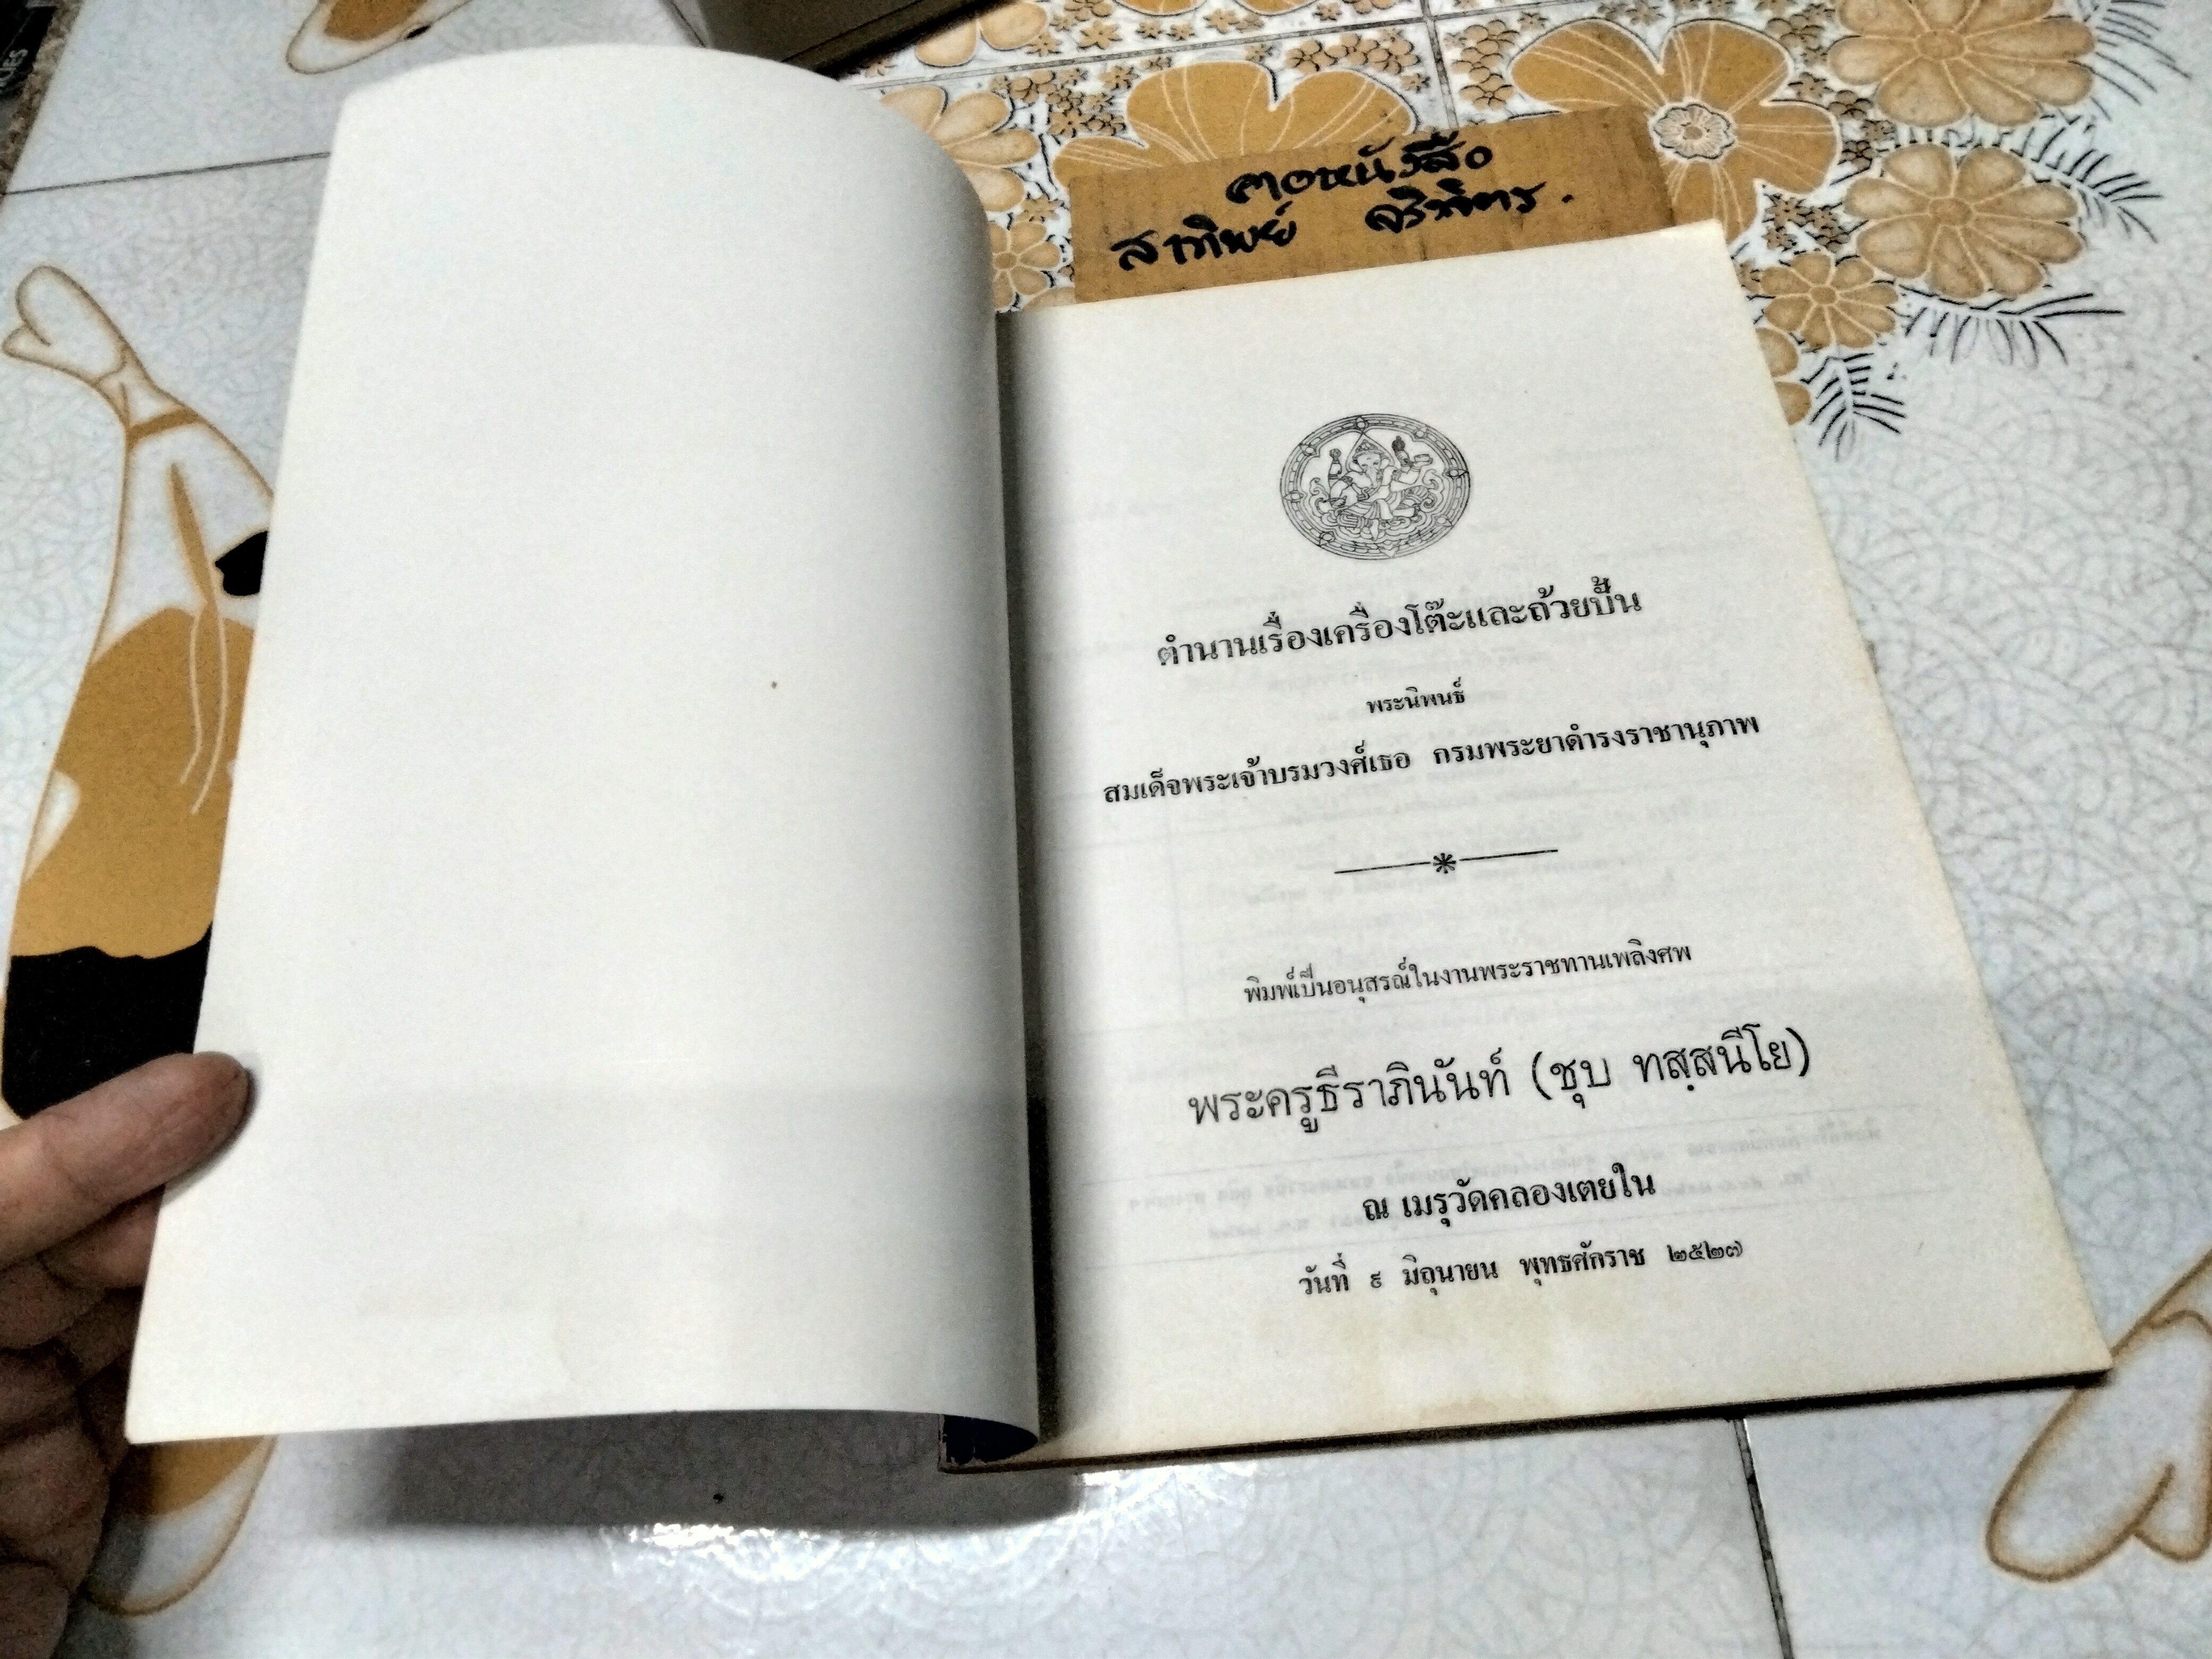 คอหนังสือ
สาทิพย์ จริพิตร.
ตำนานเรื่องเครื่องโต๊ะและถ้วยปั้น
พระนิพนธ์
สมเด็จพระเจ้าบรมวงศ์เธอ กรมพระยาดำรงราชานุภาพ
พิมพ์เป็นอนุสรณ์ในงานพระราชทานเพลิงศพ
พระครูธีราภินันท์ (ชุบ ทสฺสนีโย)
ณ เมรุวัดคลองเตยใน
วันที่ ๙ มิถุนายน พุทธศักราช ๒๕๒๗